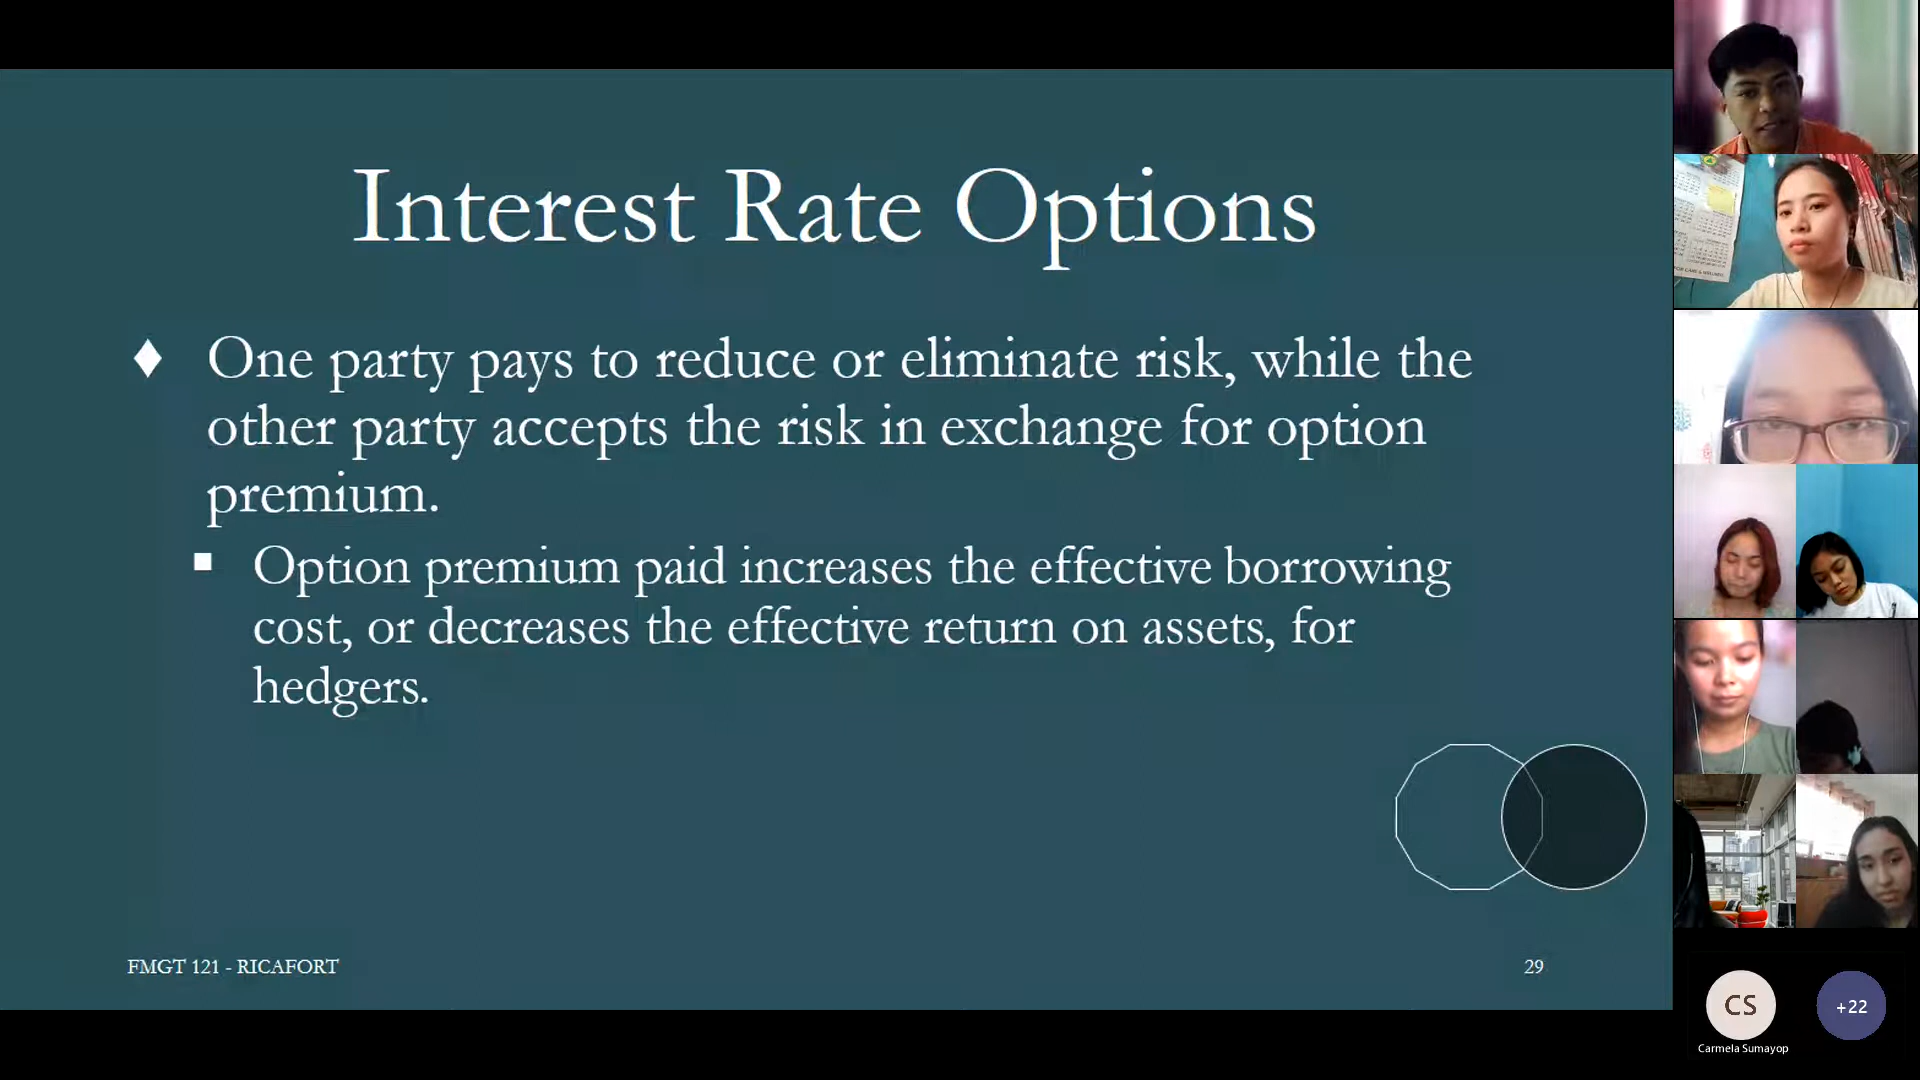 Interest Rate Options
One party pays to reduce or eliminate risk, while the
other party accepts the risk in exchange for option
premium.
Option premium paid increases the effective borrowing
cost, or decreases the effective return on assets, for
hedgers.
FMGT 121 - RICAFORT
29
CS
+22
Carmela Sumayop